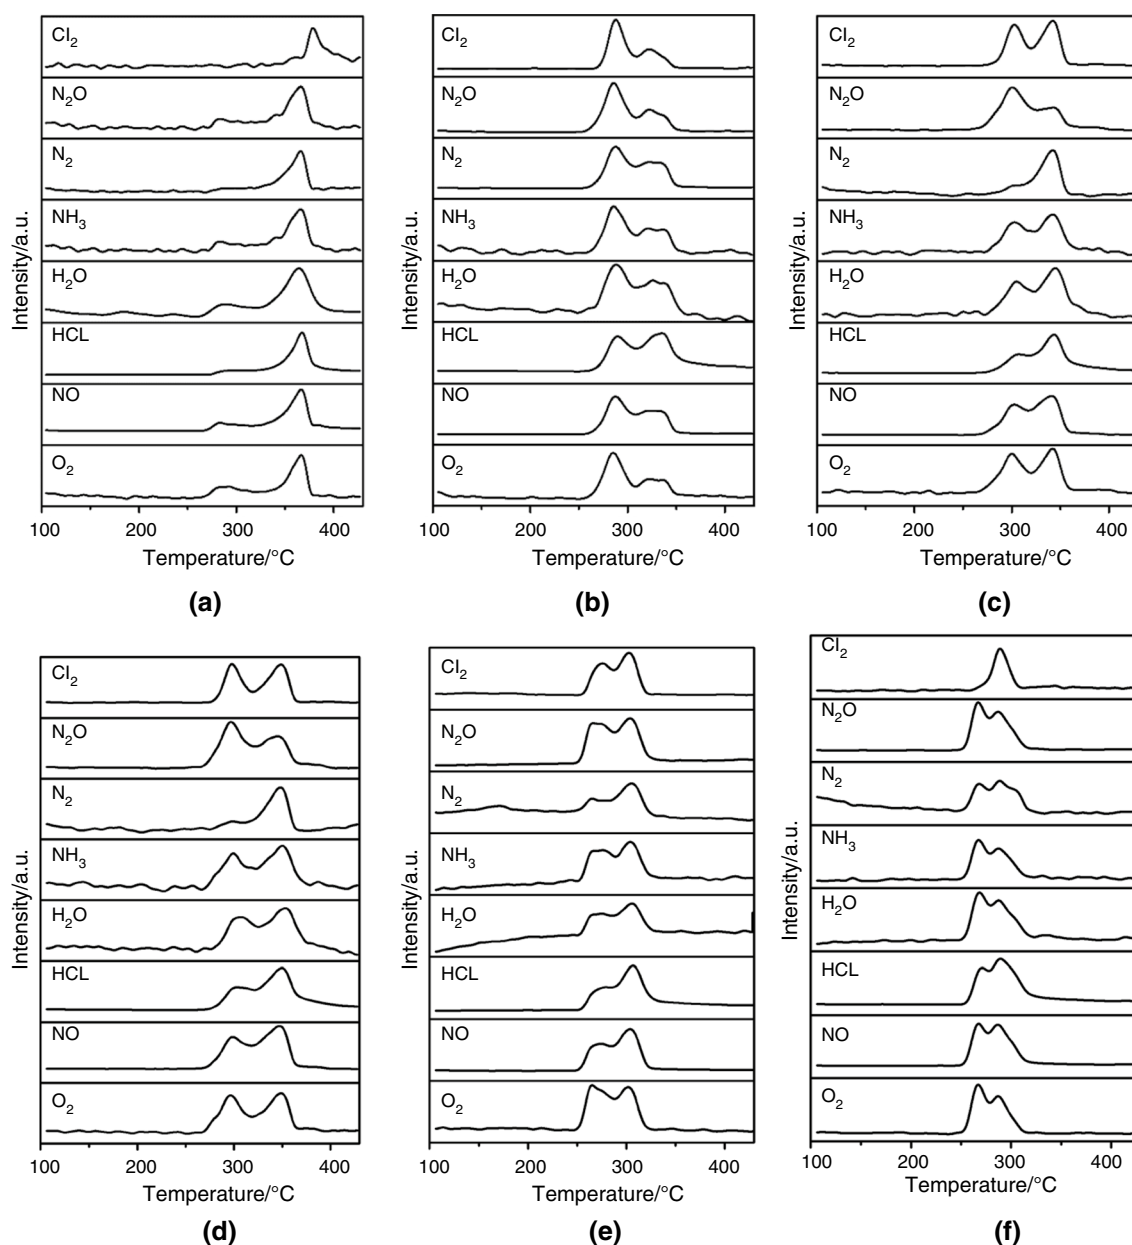 Cl₂
N₂O
N₂
NH₃
H₂O
HCL
NO
O₂
Intensity/a.u.
100 200 300 400
Temperature/°C
(a)
Cl₂
N₂O
N₂
NH₃
H₂O
HCL
NO
O₂
Intensity/a.u.
100 200 300 400
Temperature/°C
(b)
Cl₂
N₂O
N₂
NH₃
H₂O
HCL
NO
O₂
Intensity/a.u.
100 200 300 400
Temperature/°C
(c)
Cl₂
N₂O
N₂
NH₃
H₂O
HCL
NO
O₂
Intensity/a.u.
100 200 300 400
Temperature/°C
(d)
Cl₂
N₂O
N₂
NH₃
H₂O
HCL
NO
O₂
Intensity/a.u.
100 200 300 400
Temperature/°C
(e)
Cl₂
N₂O
N₂
NH₃
H₂O
HCL
NO
O₂
Intensity/a.u.
100 200 300 400
Temperature/°C
(f)